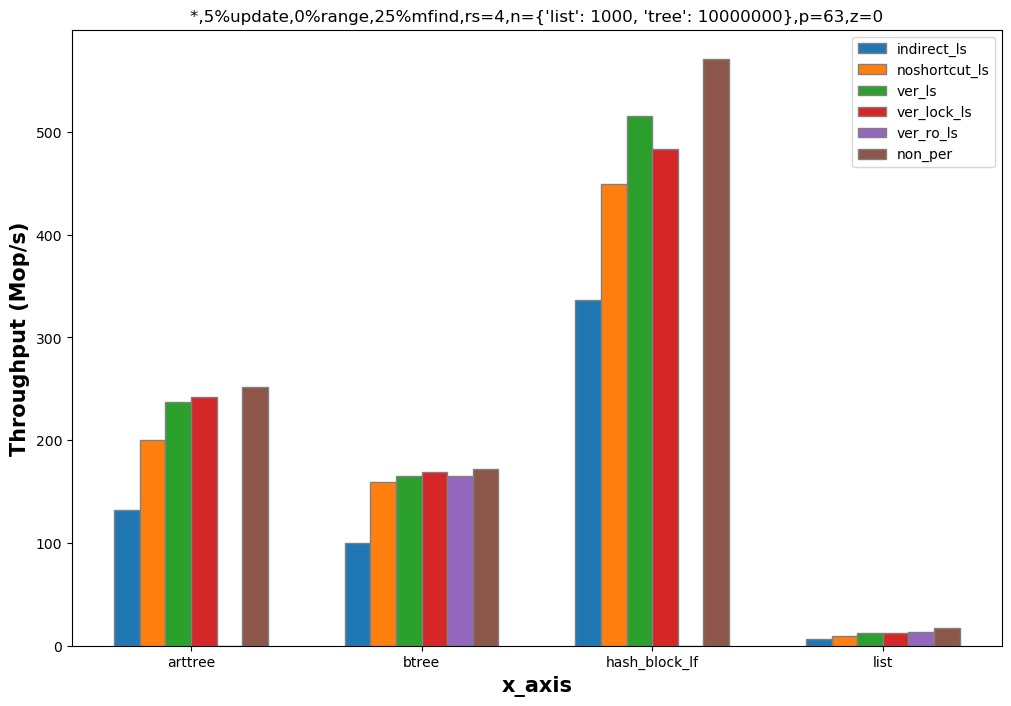 *,5%update,0%range,25%mfind,rs=4,n={'list': 1000, 'tree': 10000000},p=63,z=0
indirect_ls
noshortcut_ls
ver_ls
ver_lock_ls
ver_ro_ls
non_per
Throughput (Mop/s)
500
400
300
200
100
0
arttree
btree
hash_block_lf
list
x_axis